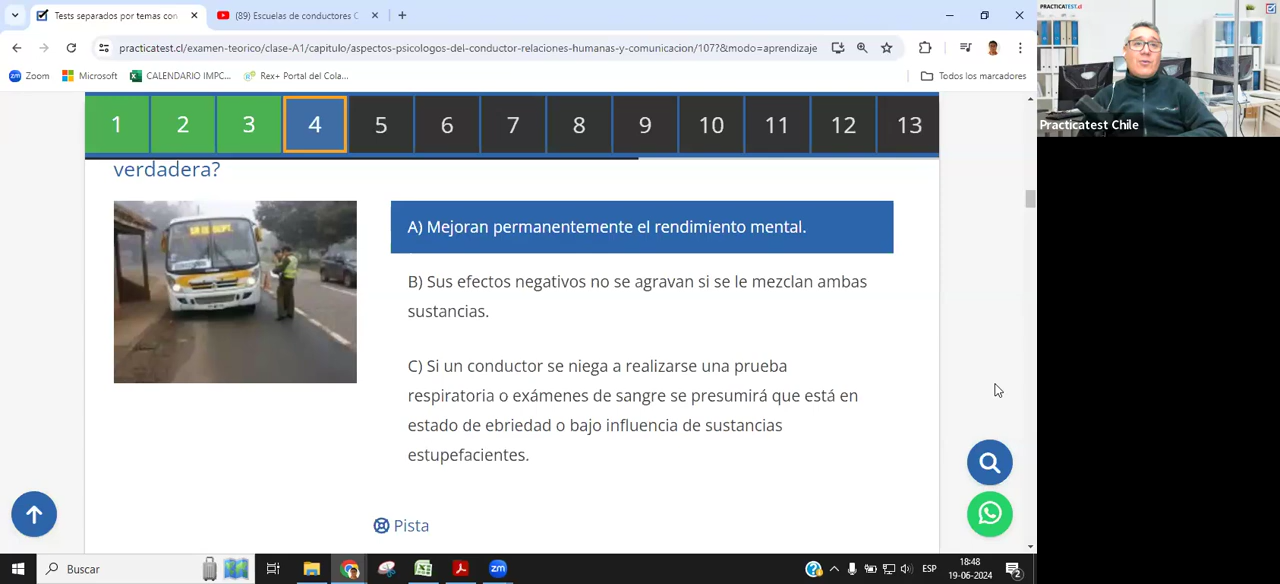 Tests separados por temas con
(89) Escuelas de conductores C
practicatest.cl/examen-teorico/clase-A1/capitulo/aspectos-psicologos-del-conductor-relaciones-humanas-y-comunicacion/107?&modo=aprendizaje
Zoom
Microsoft
CALENDARIO IMPC...
Rex+ Portal del Cola...
Todos los marcadores
PRACTICATEST.cl
Practicatest Chile
1 2 3 4 5 6 7 8 9 10 11 12 13
verdadera?
A) Mejoran permanentemente el rendimiento mental.
B) Sus efectos negativos no se agravan si se le mezclan ambas
sustancias.
C) Si un conductor se niega a realizarse una prueba
respiratoria o exámenes de sangre se presumirá que está en
estado de ebriedad o bajo influencia de sustancias
estupefacientes.
Pista
Buscar
zm
ESP
18:48
19-06-2024
2